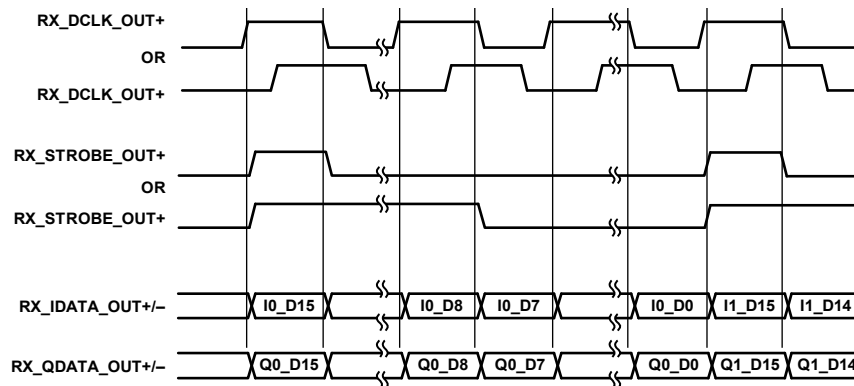 RX_DCLK_OUT+
OR
RX_DCLK_OUT+
RX_STROBE_OUT+
OR
RX_STROBE_OUT+
RX_IDATA_OUT+/– I0_D15 I0_D8 I0_D7 I0_D0 I1_D15 I1_D14
RX_QDATA_OUT+/– Q0_D15 Q0_D8 Q0_D7 Q0_D0 Q1_D15 Q1_D14